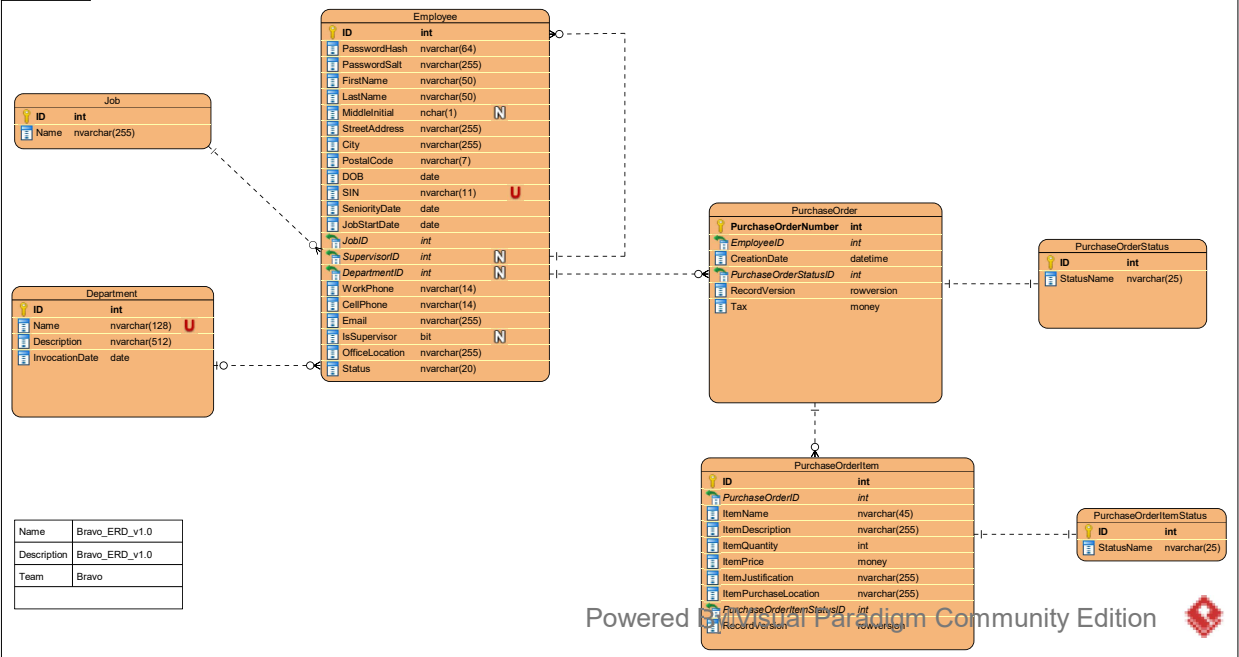 Employee
ID int
PasswordHash nvarchar(64)
PasswordSalt nvarchar(255)
FirstName nvarchar(50)
LastName nvarchar(50)
MiddleInitial nchar(1) N
StreetAddress nvarchar(255)
City nvarchar(255)
PostalCode nvarchar(7)
DOB date
SIN nvarchar(11) U
SeniorityDate date
JobStartDate date
JobID int
SupervisorID int N
DepartmentID int N
WorkPhone nvarchar(14)
CellPhone nvarchar(14)
Email nvarchar(255)
IsSupervisor bit N
OfficeLocation nvarchar(255)
Status nvarchar(20)
Job
ID int
Name nvarchar(255)
Department
ID int
Name nvarchar(128) U
Description nvarchar(512)
InvocationDate date
PurchaseOrder
PurchaseOrderNumber int
EmployeeID int
CreationDate datetime
PurchaseOrderStatusID int
RecordVersion rowversion
Tax money
PurchaseOrderStatus
ID int
StatusName nvarchar(25)
PurchaseOrderItem
ID int
PurchaseOrderID int
ItemName nvarchar(45)
ItemDescription nvarchar(255)
ItemQuantity int
ItemPrice money
ItemJustification nvarchar(255)
ItemPurchaseLocation nvarchar(255)
PurchaseOrderItemStatusID int
RecordVersion rowversion
PurchaseOrderItemStatus
ID int
StatusName nvarchar(25)
Name Bravo_ERD_v1.0
Description Bravo_ERD_v1.0
Team Bravo
Powered By Visual Paradigm Community Edition